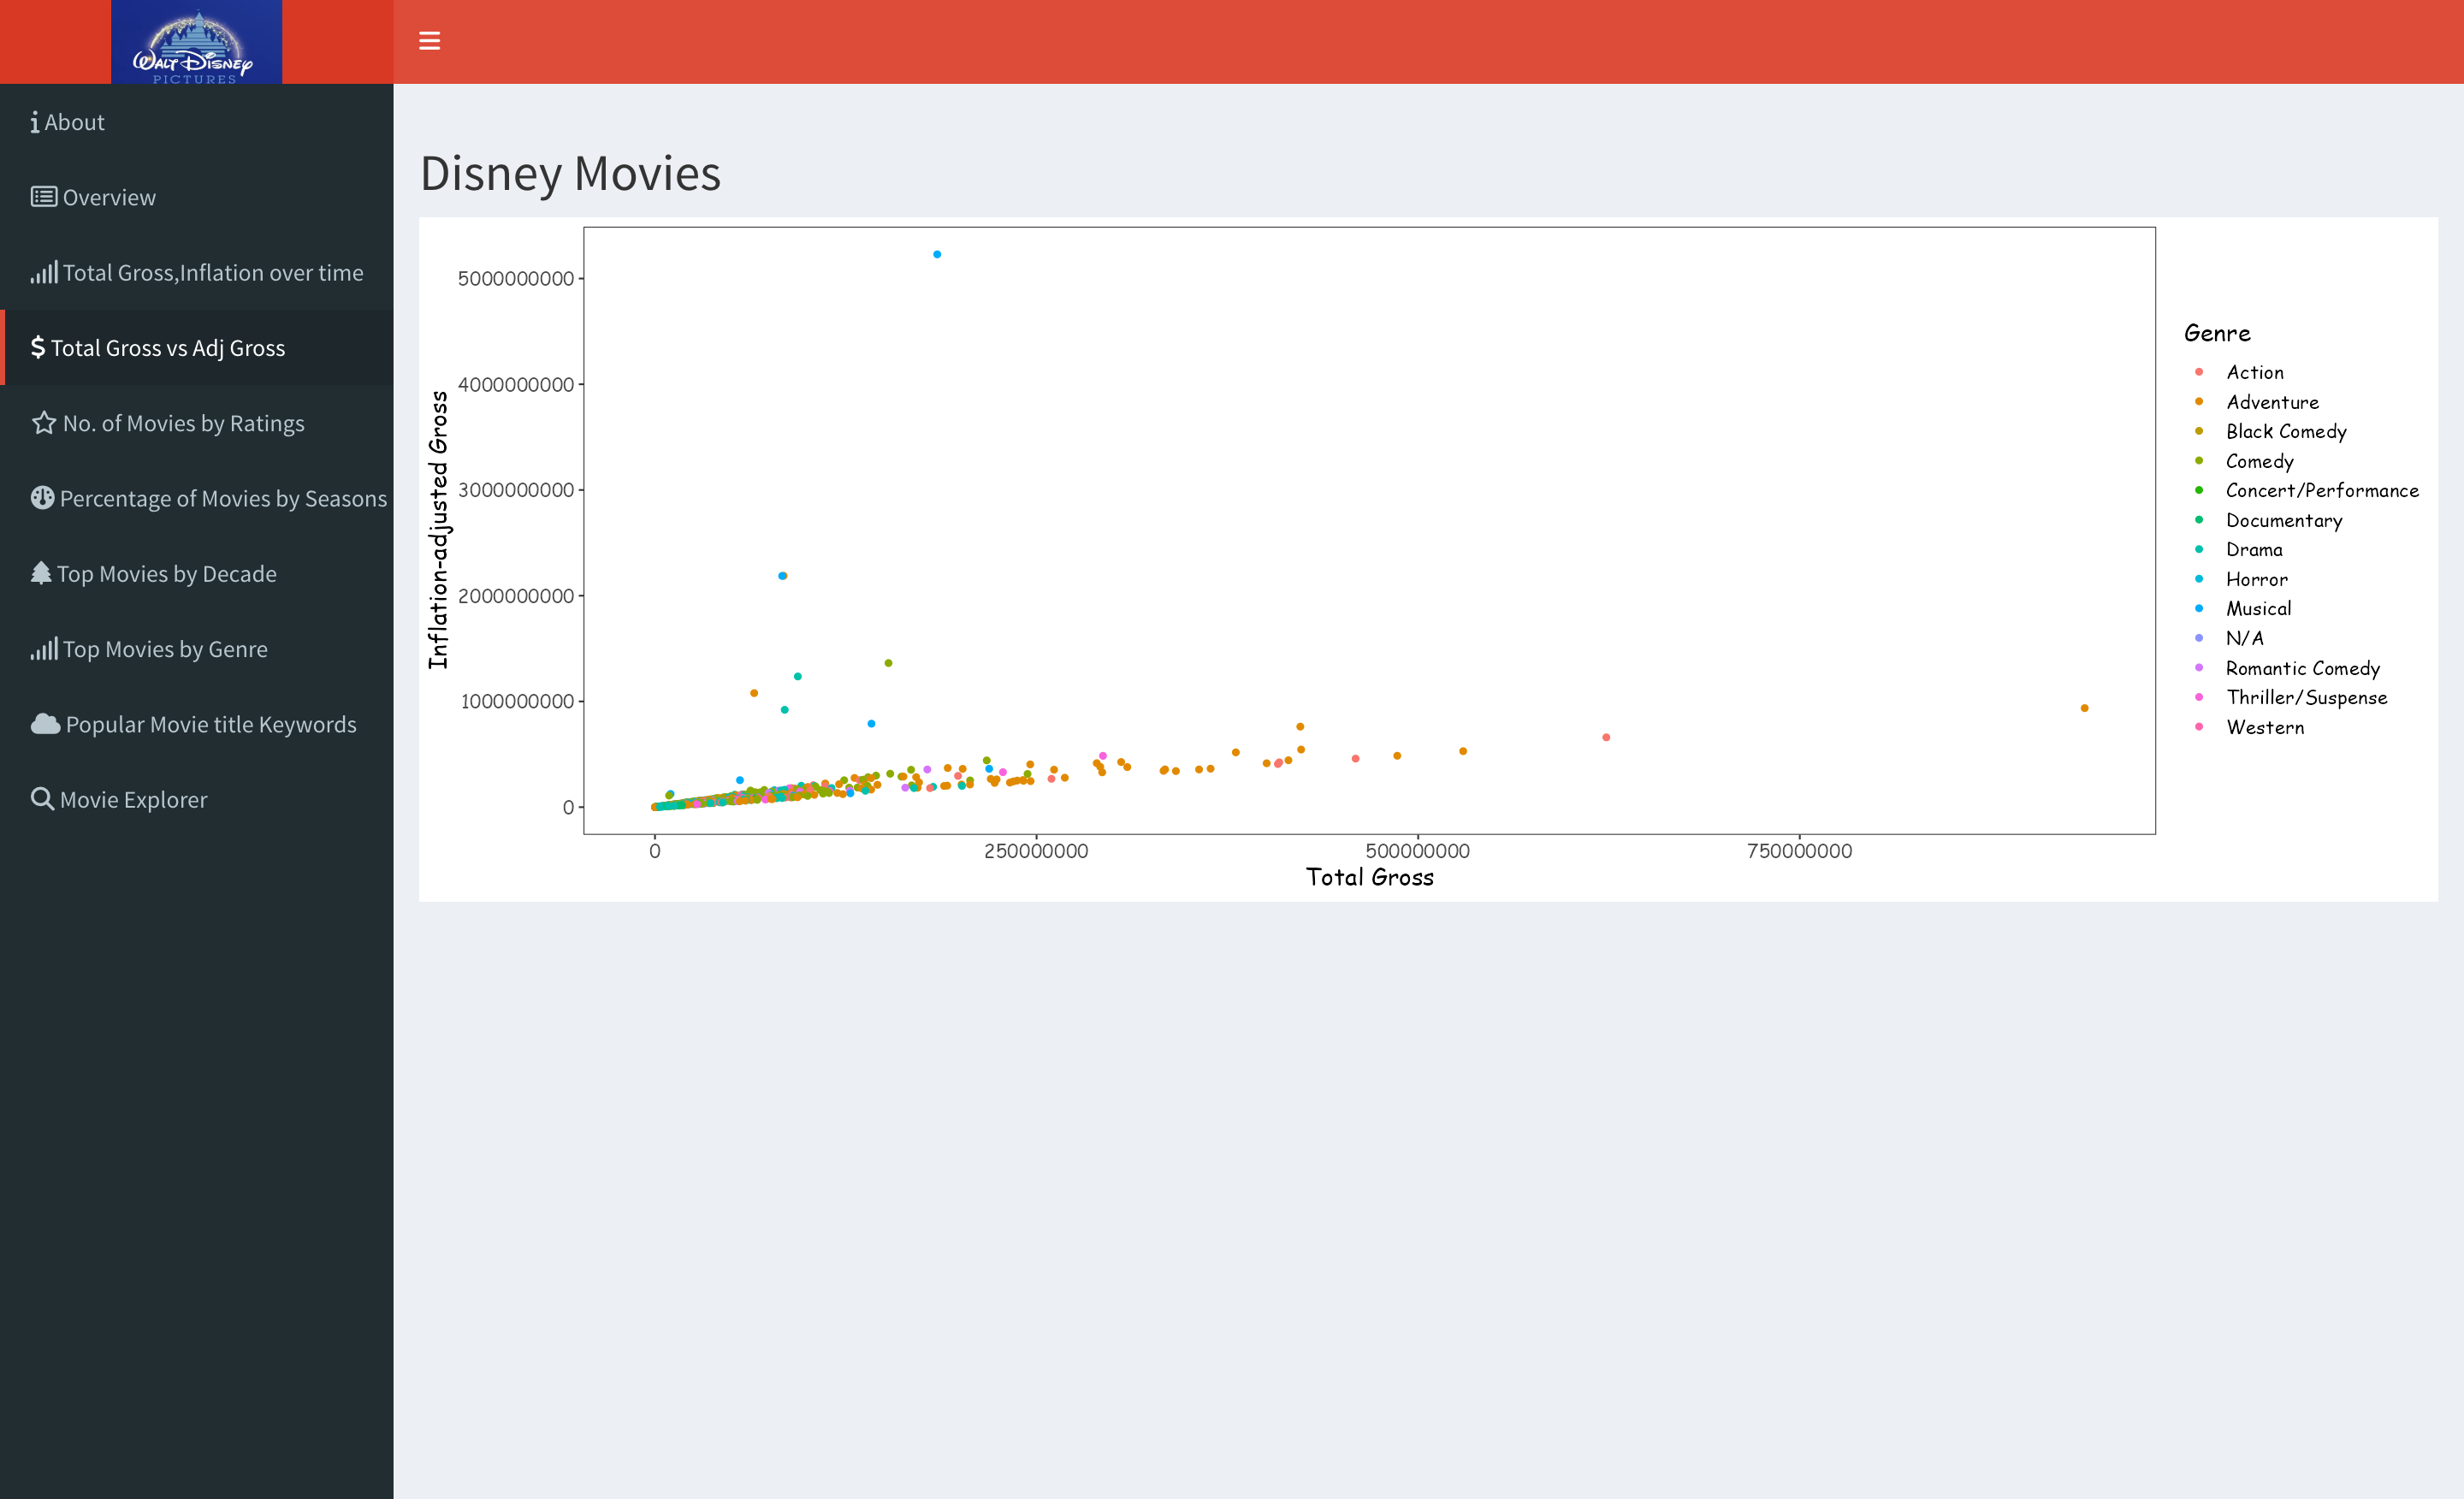 WALT DISNEY
PICTURES
About
Overview
Total Gross,Inflation over time
Total Gross vs Adj Gross
No. of Movies by Ratings
Percentage of Movies by Seasons
Top Movies by Decade
Top Movies by Genre
Popular Movie title Keywords
Movie Explorer
Disney Movies
Inflation-adjusted Gross
5000000000
4000000000
3000000000
2000000000
1000000000
0
0
250000000
500000000
750000000
Total Gross
Genre
Action
Adventure
Black Comedy
Comedy
Concert/Performance
Documentary
Drama
Horror
Musical
N/A
Romantic Comedy
Thriller/Suspense
Western